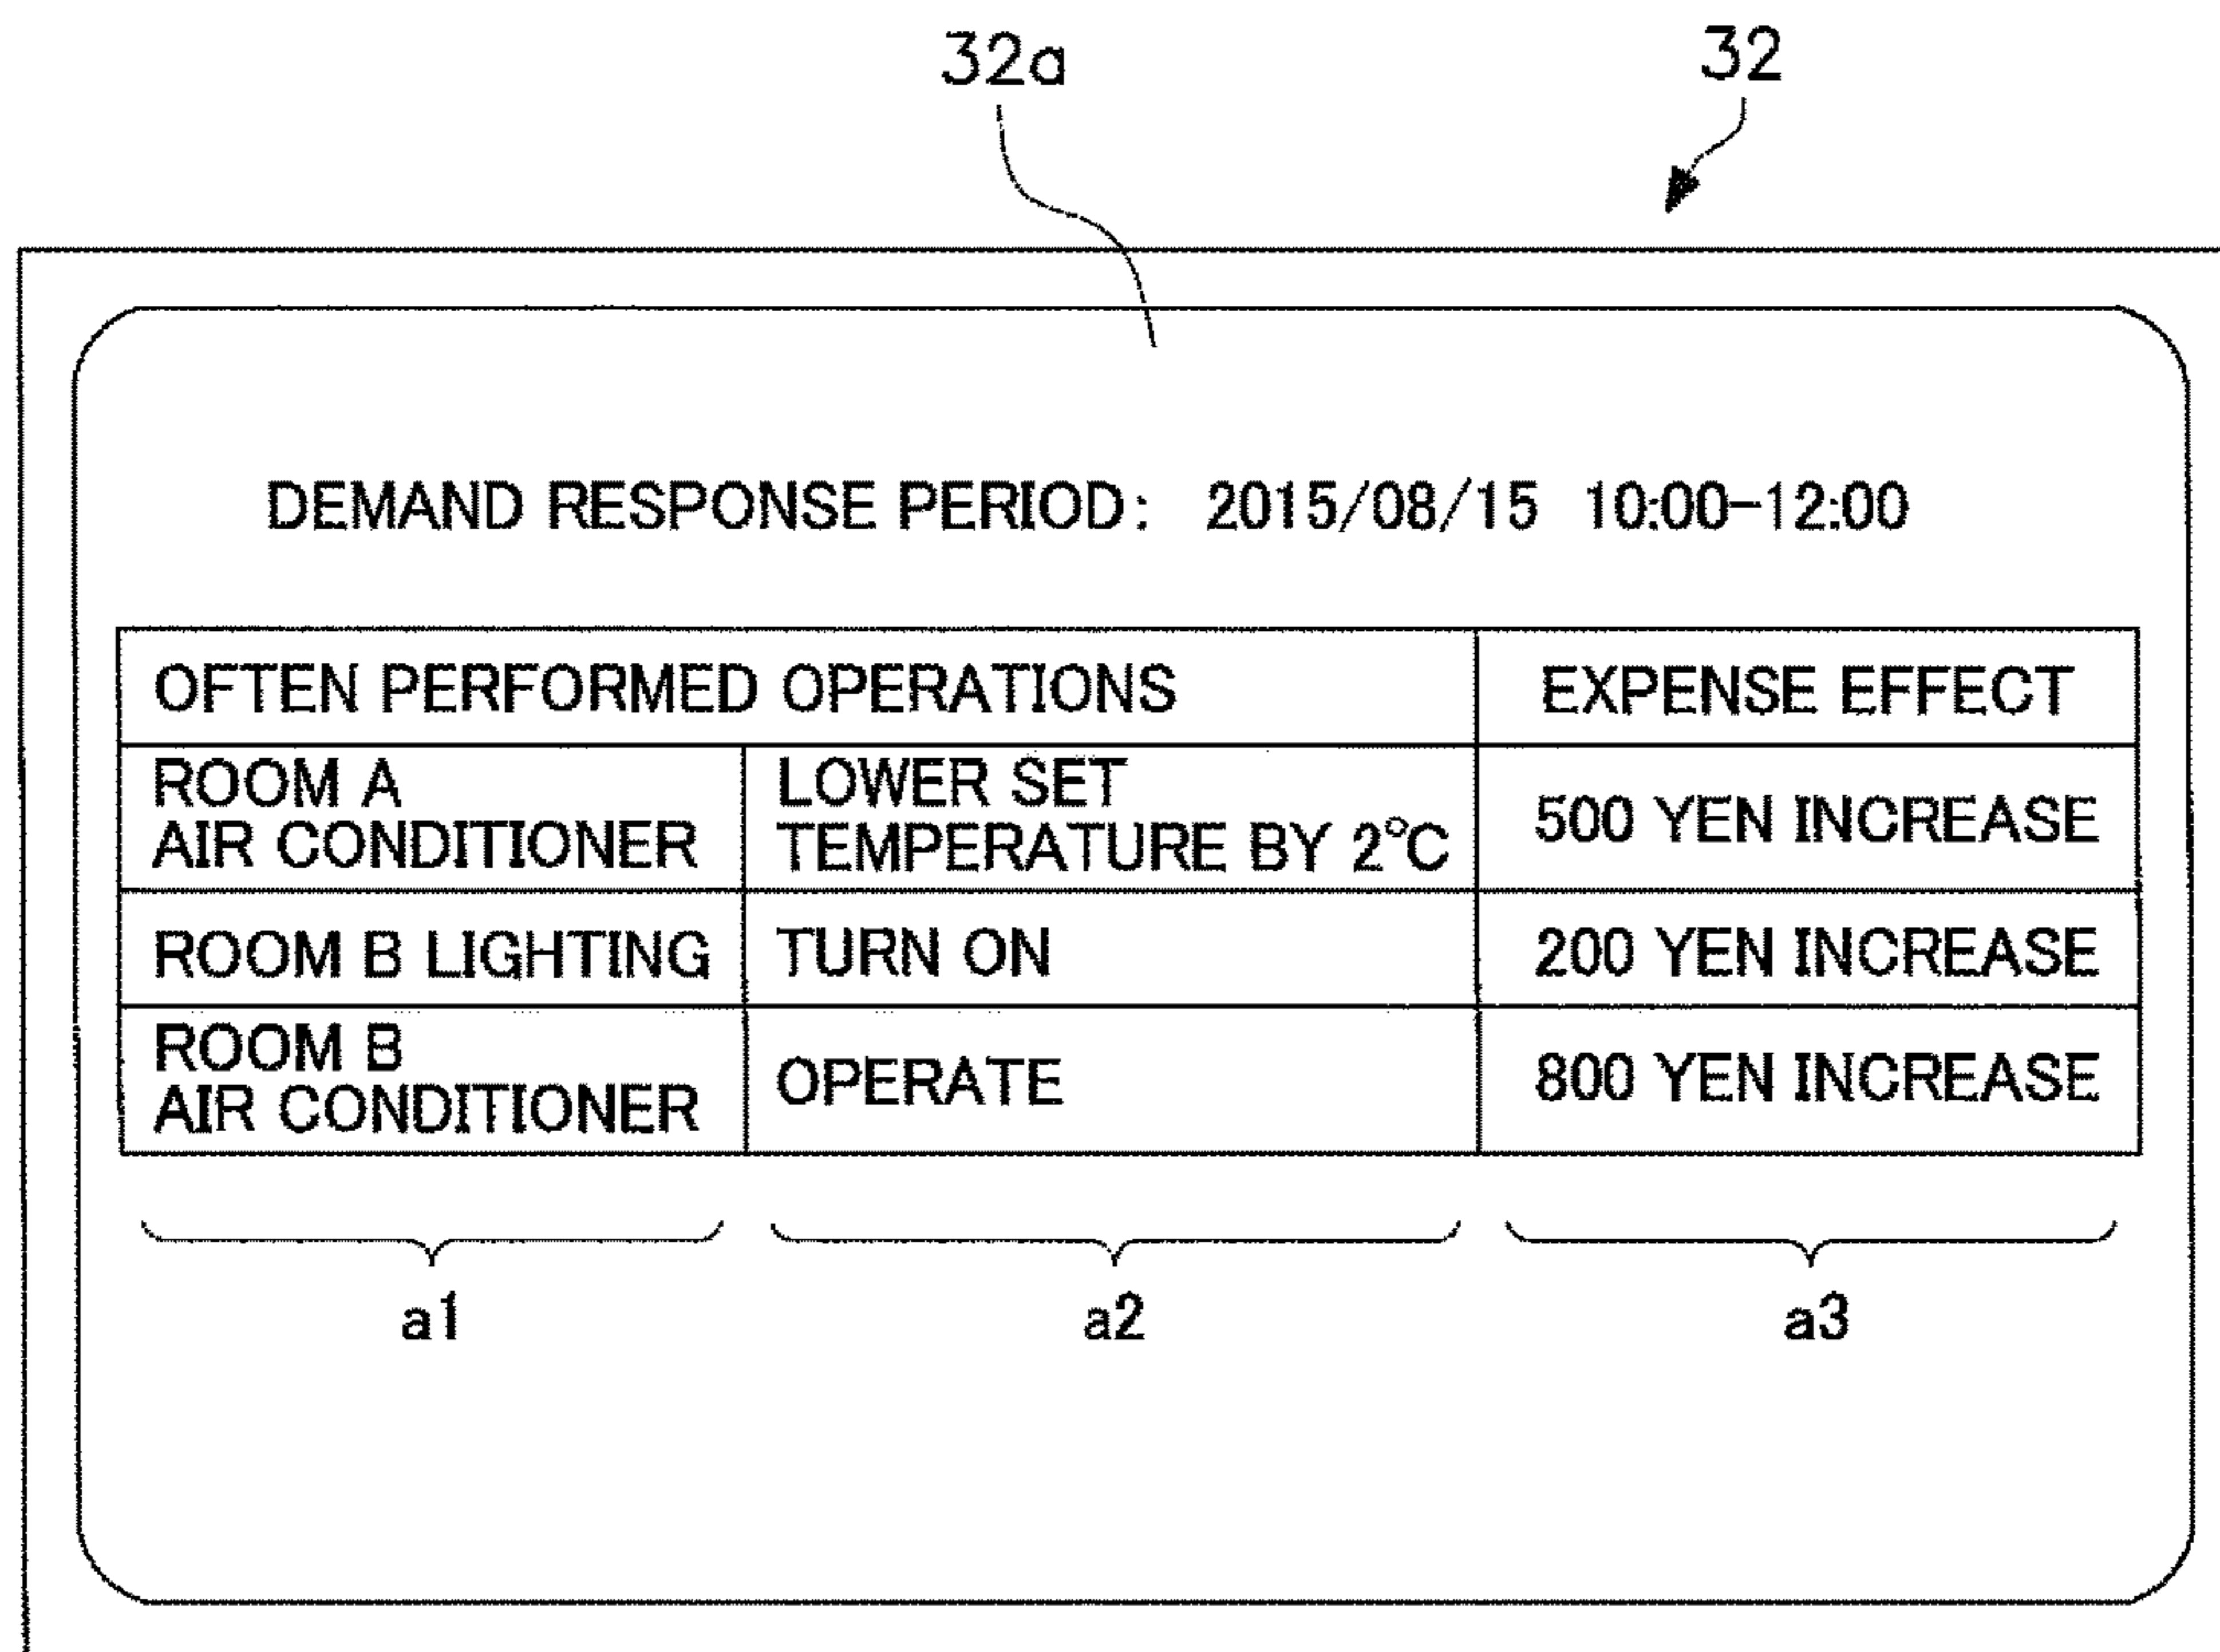 32a
32
DEMAND RESPONSE PERIOD: 2015/08/15 10:00-12:00
OFTEN PERFORMED OPERATIONS
EXPENSE EFFECT
ROOM A
AIR CONDITIONER
LOWER SET
TEMPERATURE BY 2°C
500 YEN INCREASE
ROOM B LIGHTING
TURN ON
200 YEN INCREASE
ROOM B
AIR CONDITIONER
OPERATE
800 YEN INCREASE
a1
a2
a3